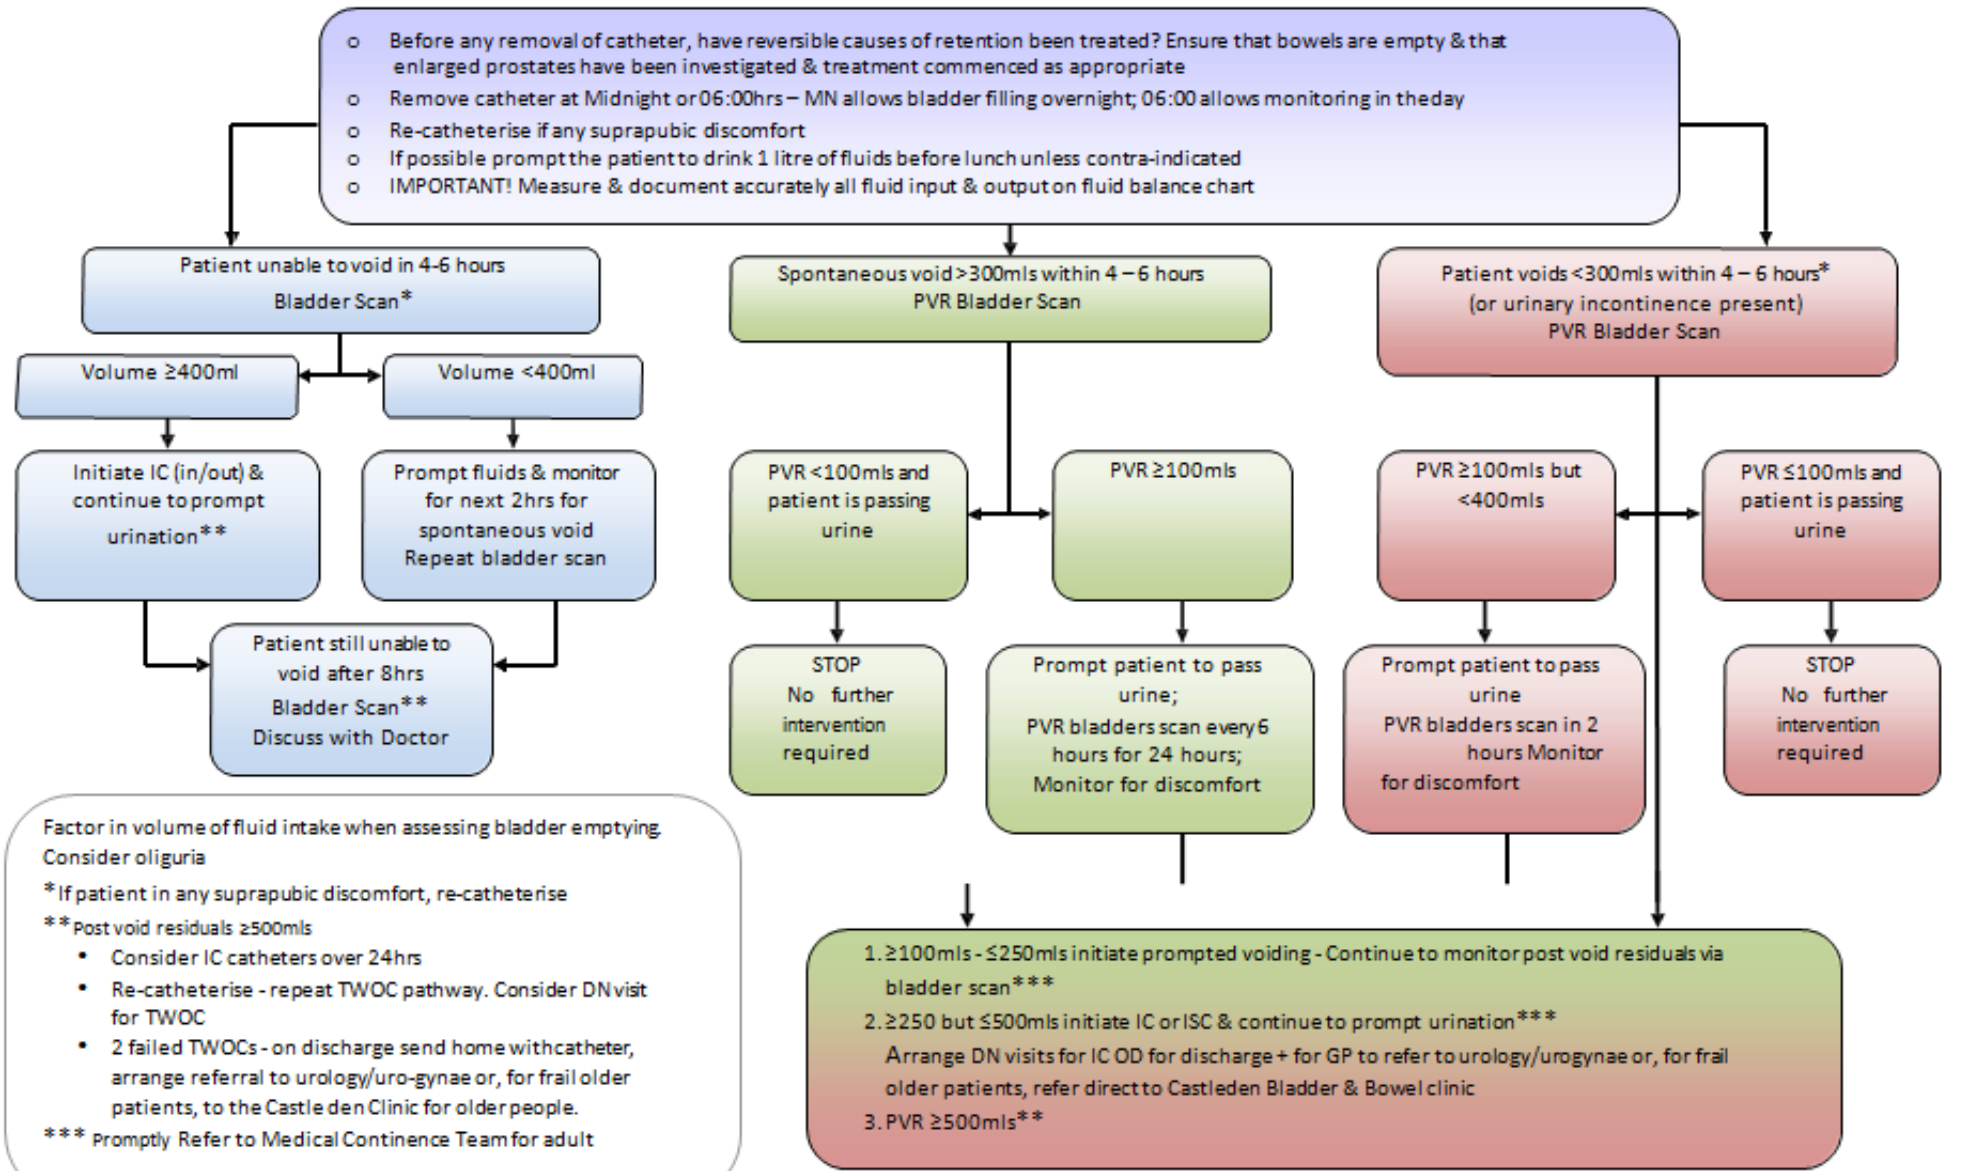 o Before any removal of catheter, have reversible causes of retention been treated? Ensure that bowels are empty & that
enlarged prostates have been investigated & treatment commenced as appropriate
o Remove catheter at Midnight or 06:00hrs – MN allows bladder filling overnight; 06:00 allows monitoring in theday
o Re-catheterise if any suprapubic discomfort
o If possible prompt the patient to drink 1 litre of fluids before lunch unless contra-indicated
o IMPORTANT! Measure & document accurately all fluid input & output on fluid balance chart
Patient unable to void in 4-6 hours
Bladder Scan*
Volume ≥400ml
Volume <400ml
Initiate IC (in/out) &
continue to prompt
urination**
Prompt fluids & monitor
for next 2hrs for
spontaneous void
Repeat bladder scan
Patient still unable to
void after 8hrs
Bladder Scan**
Discuss with Doctor
Spontaneous void >300mls within 4 – 6 hours
PVR Bladder Scan
PVR <100mls and
patient is passing
urine
PVR ≥100mls
STOP
No further
intervention
required
Prompt patient to pass
urine;
PVR bladders scan every 6
hours for 24 hours;
Monitor for discomfort
Patient voids <300mls within 4 – 6 hours*
(or urinary incontinence present)
PVR Bladder Scan
PVR ≥100mls but
<400mls
PVR ≤100mls and
patient is passing
urine
Prompt patient to pass
urine
PVR bladders scan in 2
hours Monitor
for discomfort
STOP
No further
intervention
required
Factor in volume of fluid intake when assessing bladder emptying.
Consider oliguria
*If patient in any suprapubic discomfort, re-catheterise
**Post void residuals ≥500mls
• Consider IC catheters over 24hrs
• Re-catheterise - repeat TWOC pathway. Consider DN visit
for TWOC
• 2 failed TWOCs - on discharge send home with catheter,
arrange referral to urology/uro-gynae or, for frail older
patients, to the Castle den Clinic for older people.
*** Promptly Refer to Medical Continence Team for adult
1. ≥100mls - ≤250mls initiate prompted voiding - Continue to monitor post void residuals via
bladder scan***
2. ≥250 but ≤500mls initiate IC or ISC & continue to prompt urination***
Arrange DN visits for IC OD for discharge + for GP to refer to urology/urogynae or, for frail
older patients, refer direct to Castleden Bladder & Bowel clinic
3. PVR ≥500mls**